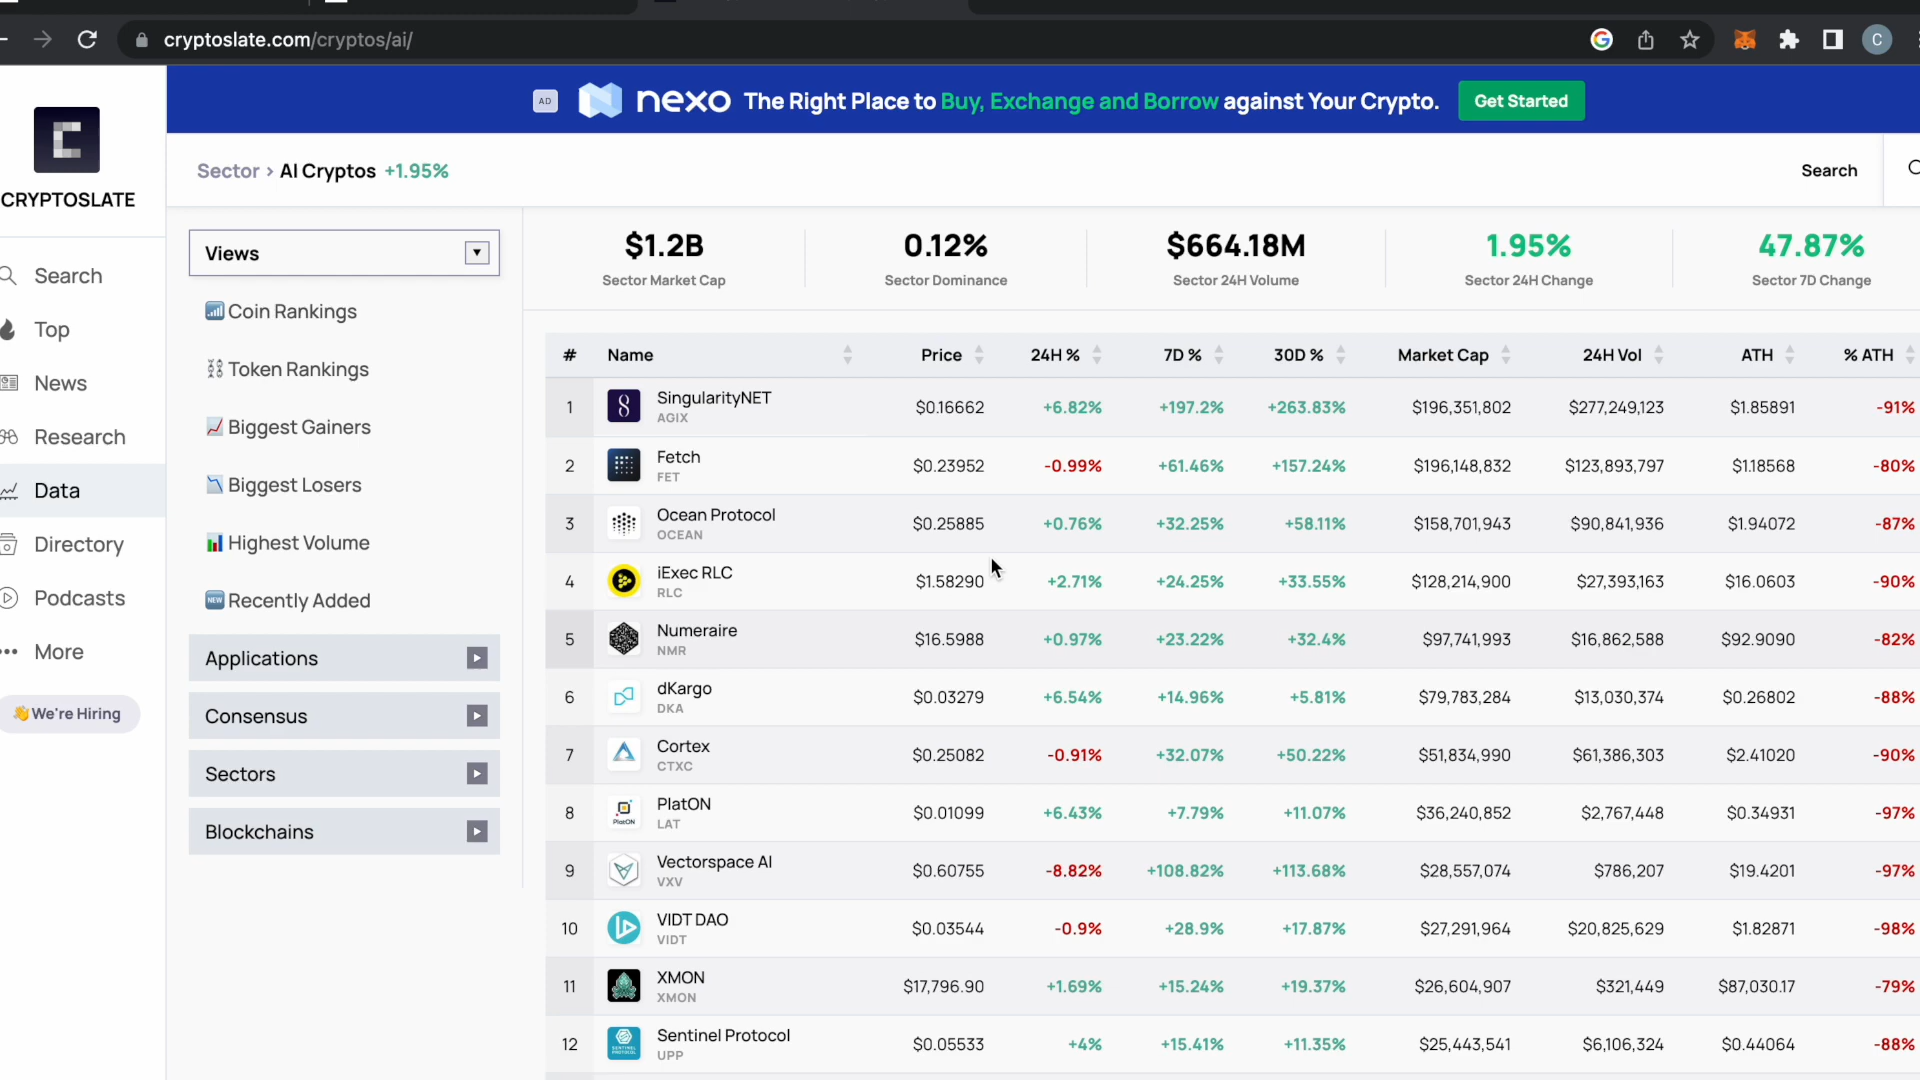 cryptoslate.com/cryptos/ai/
C
AD
nexo The Right Place to Buy, Exchange and Borrow against Your Crypto.
Get Started
CRYPTOSLATE
Sector > AI Cryptos +1.95%
Search
Search
Top
News
Research
Data
Directory
Podcasts
More
👋We're Hiring
Views
Coin Rankings
Token Rankings
Biggest Gainers
Biggest Losers
Highest Volume
NEW Recently Added
Applications
Consensus
Sectors
Blockchains
$1.2B 0.12% $664.18M 1.95% 47.87%
Sector Market Cap Sector Dominance Sector 24H Volume Sector 24H Change Sector 7D Change
# Name Price 24H % 7D % 30D % Market Cap 24H Vol ATH % ATH
1 SingularityNET $0.16662 +6.82% +197.2% +263.83% $196,351,802 $277,249,123 $1.85891 -91%
AGIX
2 Fetch $0.23952 -0.99% +61.46% +157.24% $196,148,832 $123,893,797 $1.18568 -80%
FET
3 Ocean Protocol $0.25885 +0.76% +32.25% +58.11% $158,701,943 $90,841,936 $1.94072 -87%
OCEAN
4 iExec RLC $1.58290 +2.71% +24.25% +33.55% $128,214,900 $27,393,163 $16.0603 -90%
RLC
5 Numeraire $16.5988 +0.97% +23.22% +32.4% $97,741,993 $16,862,588 $92.9090 -82%
NMR
6 dKargo $0.03279 +6.54% +14.96% +5.81% $79,783,284 $13,030,374 $0.26802 -88%
DKA
7 Cortex $0.25082 -0.91% +32.07% +50.22% $51,834,990 $61,386,303 $2.41020 -90%
CTXC
8 PlatON $0.01099 +6.43% +7.79% +11.07% $36,240,852 $2,767,448 $0.34931 -97%
PlatON
LAT
9 Vectorspace AI $0.60755 -8.82% +108.82% +113.68% $28,557,074 $786,207 $19.4201 -97%
VXV
10 VIDT DAO $0.03544 -0.9% +28.9% +17.87% $27,291,964 $20,825,629 $1.82871 -98%
VIDT
11 XMON $17,796.90 +1.69% +15.24% +19.37% $26,604,907 $321,449 $87,030.17 -79%
XMON
12 Sentinel Protocol $0.05533 +4% +15.41% +11.35% $25,443,541 $6,106,324 $0.44064 -88%
SENTINEL PROTOCOL
UPP